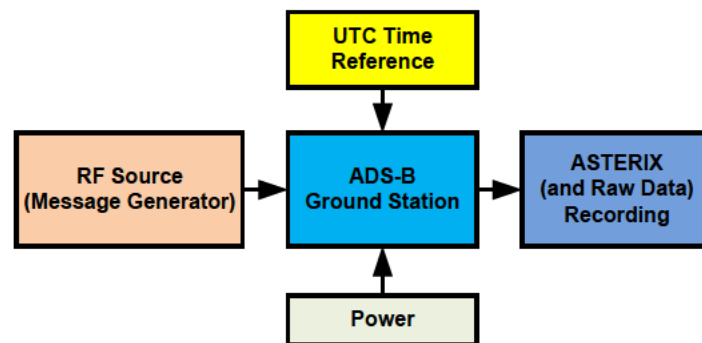 UTC Time
Reference
RF Source
(Message Generator)
ADS-B
Ground Station
ASTERIX
(and Raw Data)
Recording
Power